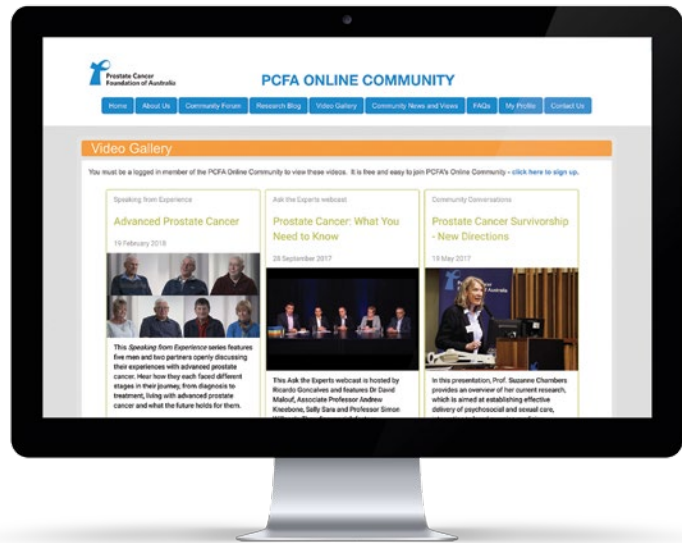 Prostate Cancer
Foundation of Australia
PCFA ONLINE COMMUNITY
Home About Us Community Forum Research Blog Video Gallery Community News and Views FAQs My Profile Contact Us
Video Gallery
You must be a logged in member of the PCFA Online Community to view these videos. It is free and easy to join PCFA's Online Community - click here to sign up.
Speaking from Experience
Advanced Prostate Cancer
19 February 2018
This Speaking from Experience series features
five men and two partners openly discussing
their experiences with advanced prostate
cancer. Hear how they each faced different
stages in their journey, from diagnosis to
treatment, living with advanced prostate
cancer and what the future holds for them.
Ask the Experts webcast
Prostate Cancer: What You
Need to Know
28 September 2017
This Ask the Experts webcast is hosted by
Ricardo Goncalves and features Dr David
Malouf, Associate Professor Andrew
Kneebone, Sally Sara and Professor Simon
Community Conversations
Prostate Cancer Survivorship
- New Directions
19 May 2017
Prostate Cancer
Foundation of Australia
In this presentation, Prof. Suzanne Chambers
provides an overview of her current research,
which is aimed at establishing effective
delivery of psychosocial and sexual care,